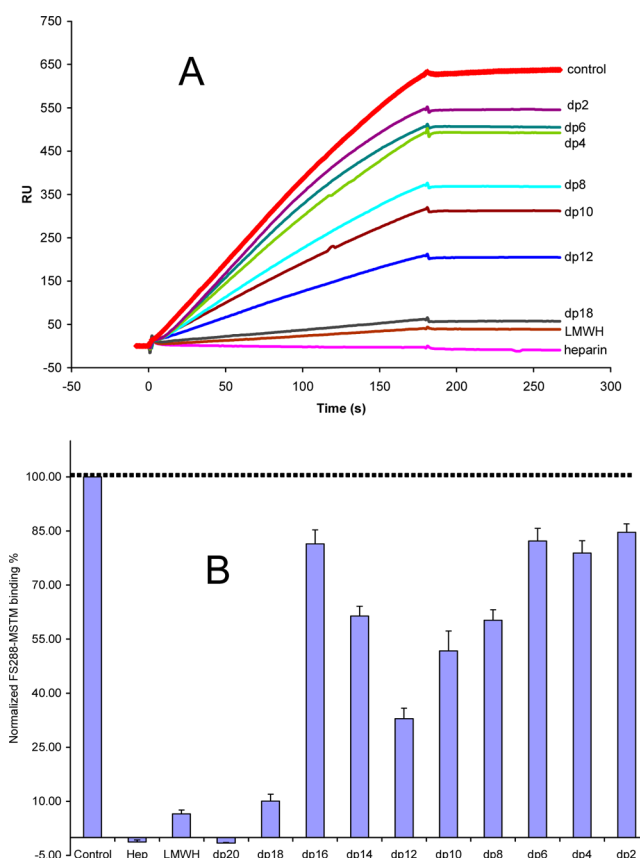 750
650
550
450
350
250
150
50
-50
RU
A
control
dp2
dp6
dp4
dp8
dp10
dp12
dp18
LMWH
heparin
-50 0 50 100 150 200 250 300
Time (s)
B
Normalized FS288-MSTM binding %
100.00
85.00
70.00
55.00
40.00
25.00
10.00
-5.00
Control Hep LMWH dp20 dp18 dp16 dp14 dp12 dp10 dp8 dp6 dp4 dp2